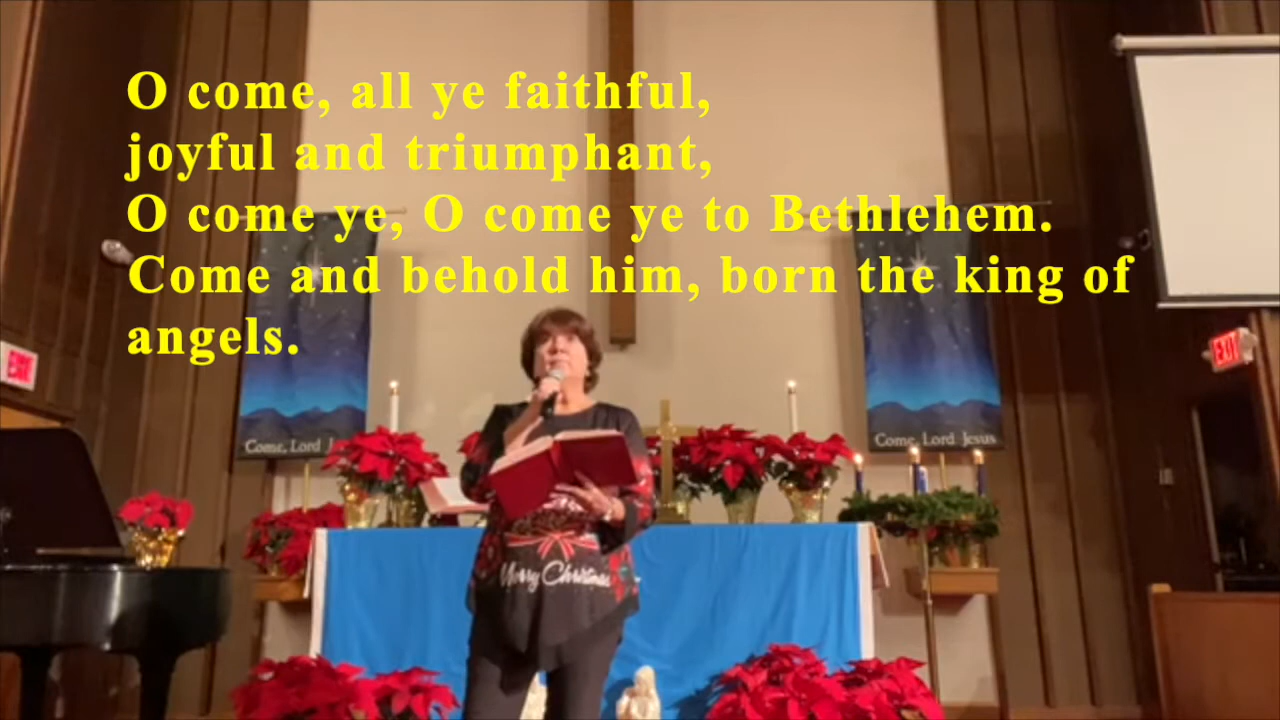 O come, all ye faithful,
joyful and triumphant,
O come ye, O come ye to Bethlehem.
Come and behold him, born the king of
angels.
EXIT
EXIT
Come, Lord
Come, Lord Jesus
Merry Christmas